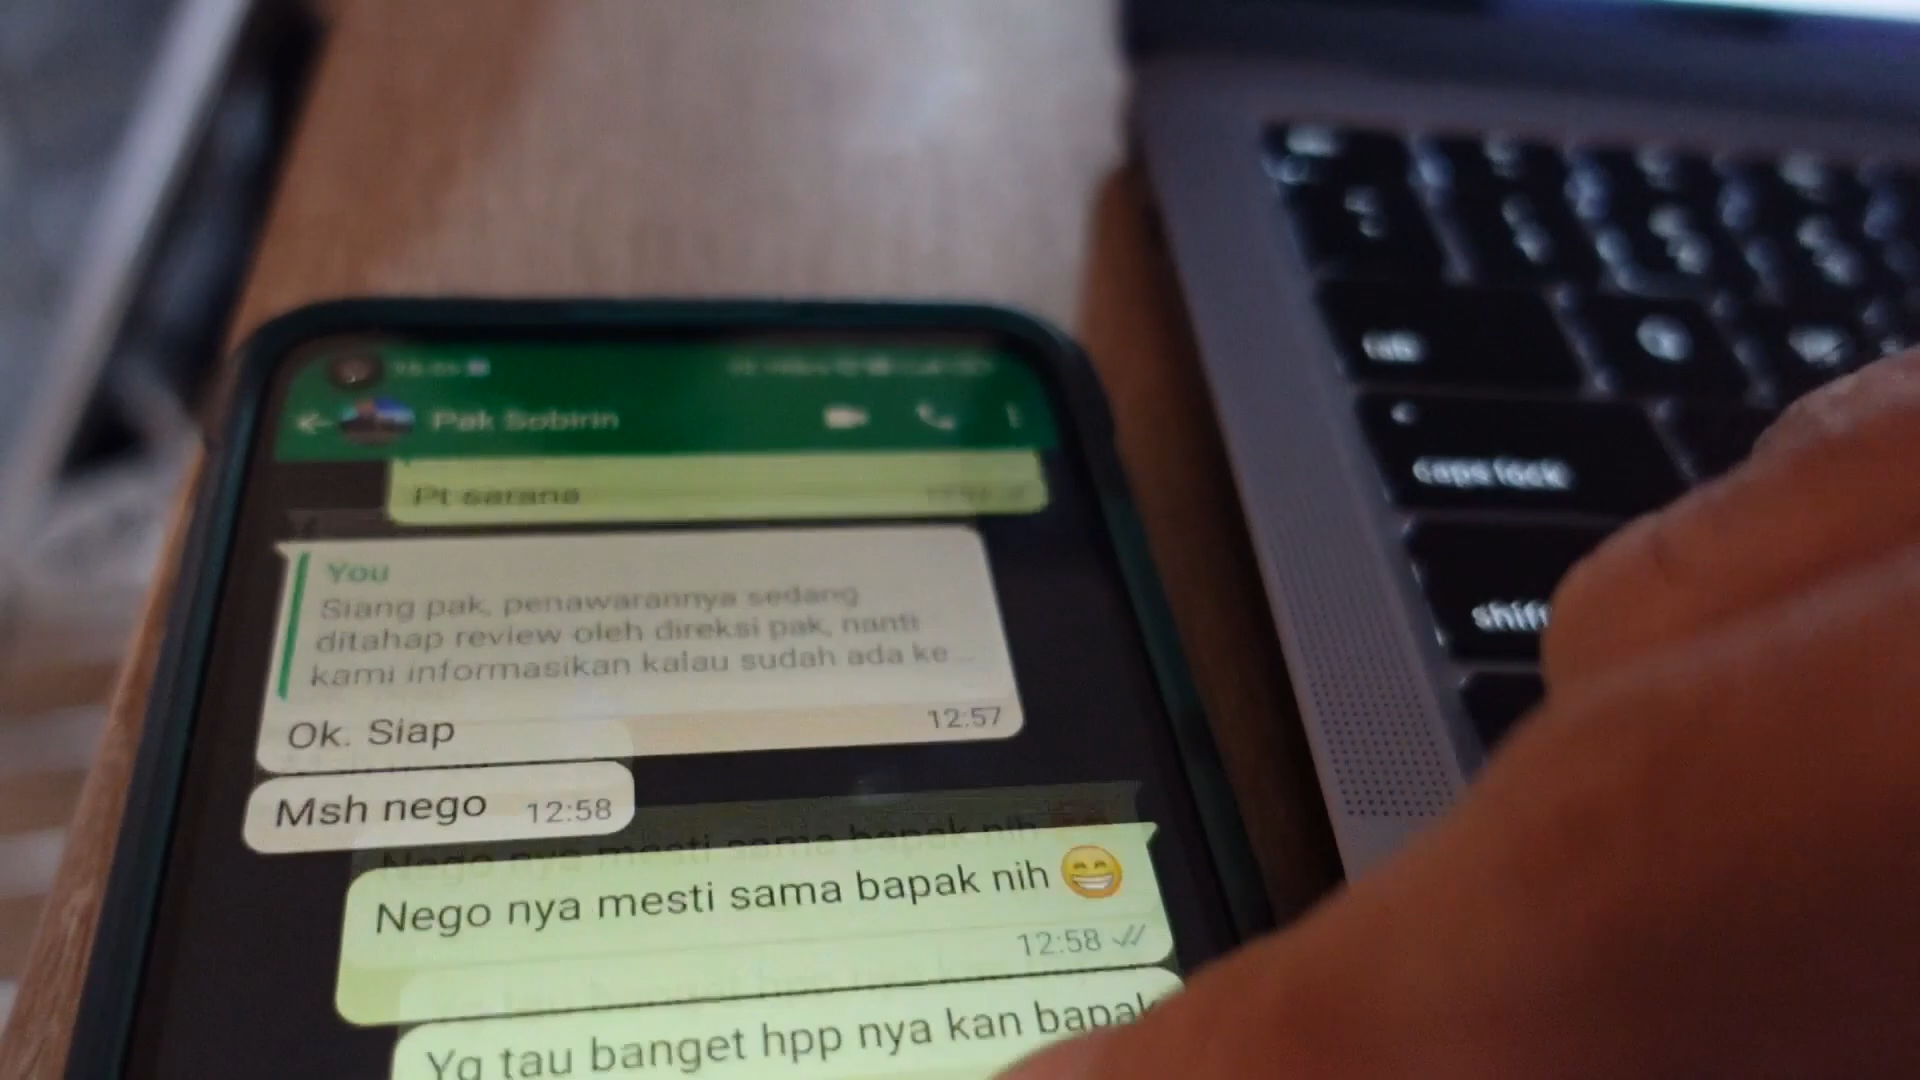 Pak Sobirin
Pt sarana
You
Siang pak, penawarannya sedang
ditahap review oleh direksi pak, nanti
kami informasikan kalau sudah ada ke...
Ok. Siap
12:57
Msh nego
12:58
Nego nya mesti sama bapak nih 😁
12:58
Yg tau banget hpp nya kan bapak
tab
caps lock
shift